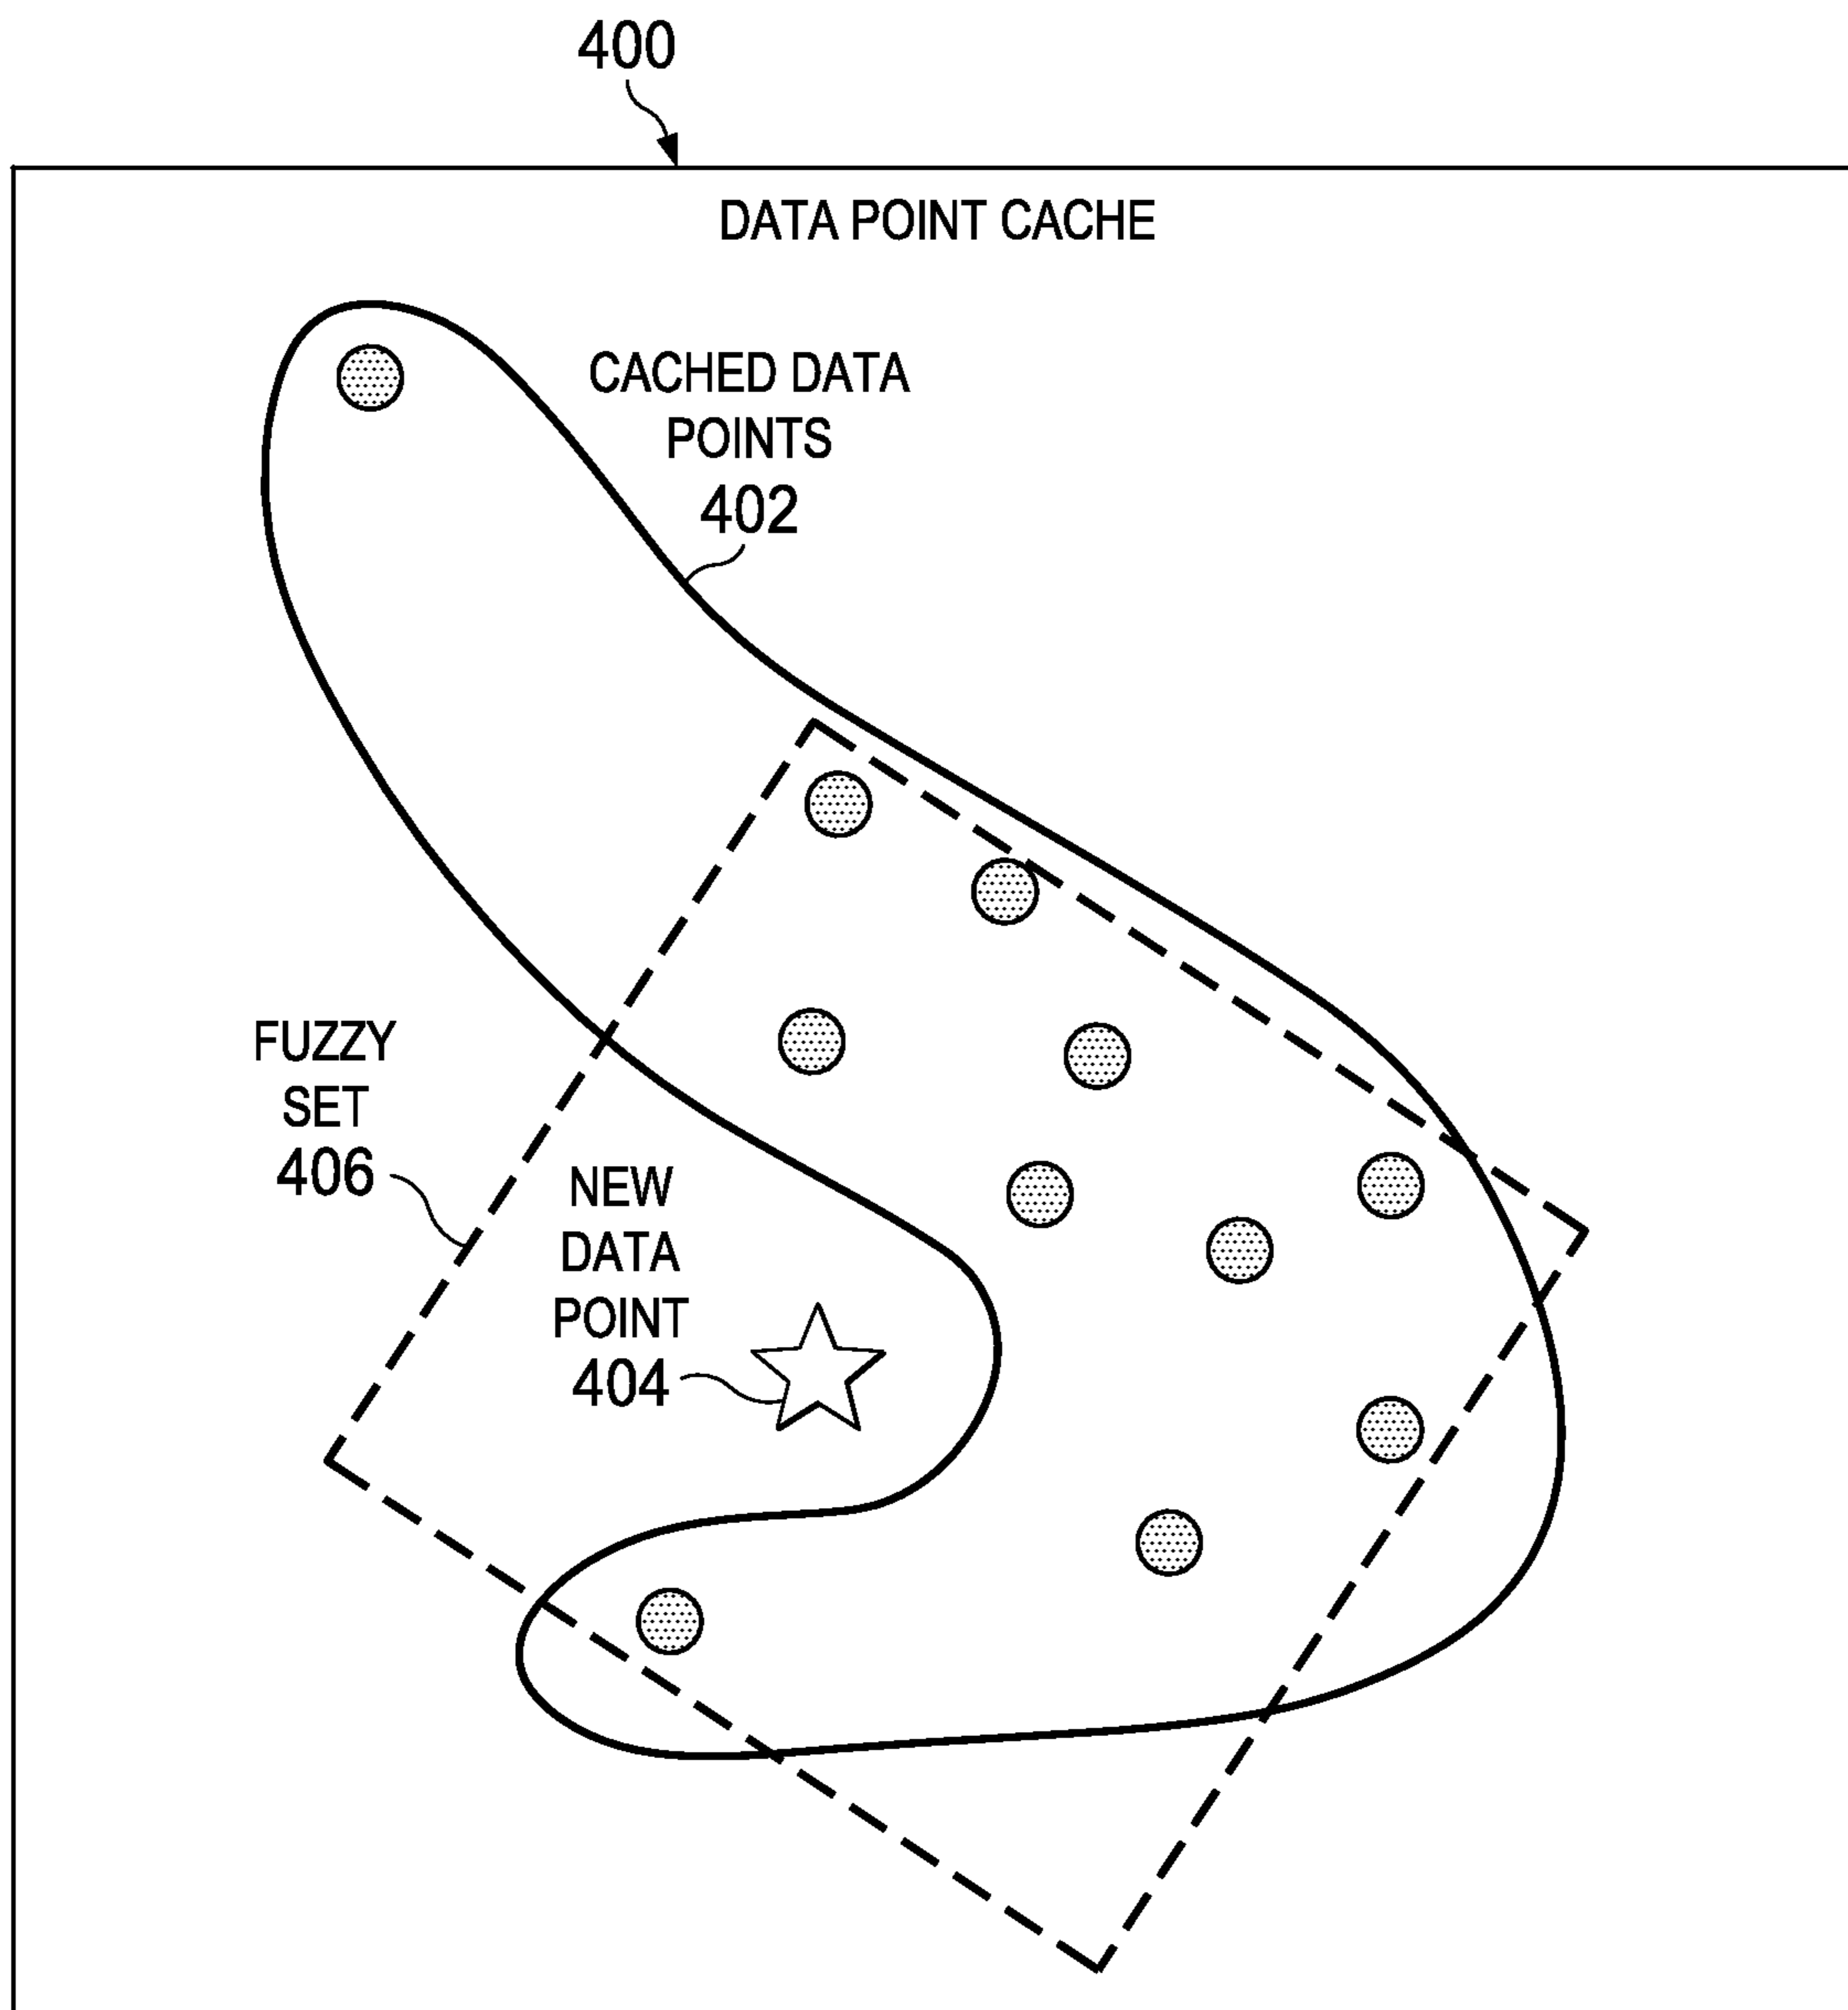 400
DATA POINT CACHE
CACHED DATA
POINTS
402
FUZZY
SET
406
NEW
DATA
POINT
404